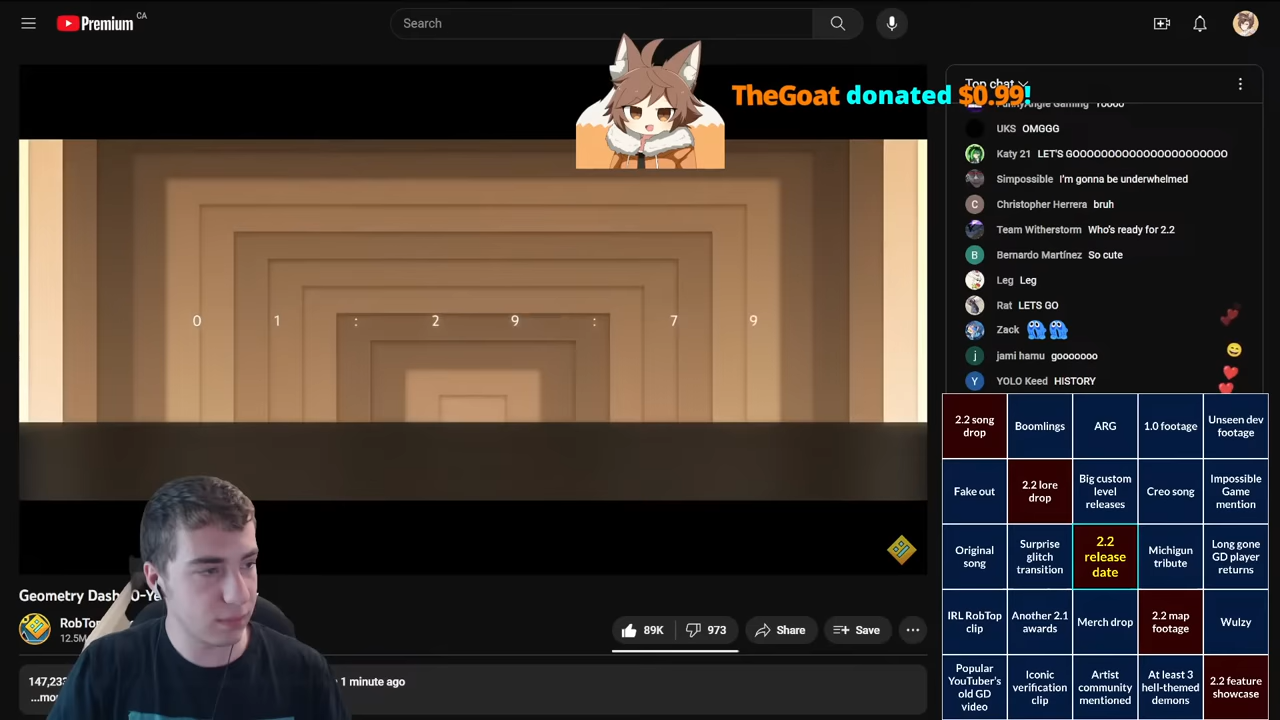 Premium CA
Search
TheGoat donated $0.99!
Top chat
UKS OMGGG
Katy 21 LET'S GOOOOOOOOOOOOOOOOOOOOOO
Simpossible I'm gonna be underwhelmed
C Christopher Herrera bruh
Team Witherstorm Who's ready for 2.2
B Bernardo Martínez So cute
Leg Leg
Rat LETS GO
Zack
j jami hamu gooooooo
Y YOLO Keed HISTORY
0 1 : 2 9 : 7 9
2.2 song
drop
Boomlings
ARG
1.0 footage
Unseen dev
footage
Fake out
2.2 lore
drop
Big custom
level
releases
Creo song
Impossible
Game
mention
Original
song
Surprise
glitch
transition
2.2
release
date
Michigun
tribute
Long gone
GD player
returns
IRL RobTop
clip
Another 2.1
awards
Merch drop
2.2 map
footage
Wulzy
Popular
YouTuber's
old GD
video
Iconic
verification
clip
Artist
community
mentioned
At least 3
hell-themed
demons
2.2 feature
showcase
Geometry Dash
RobTop
12.5M
89K
973
Share
Save
1 minute ago